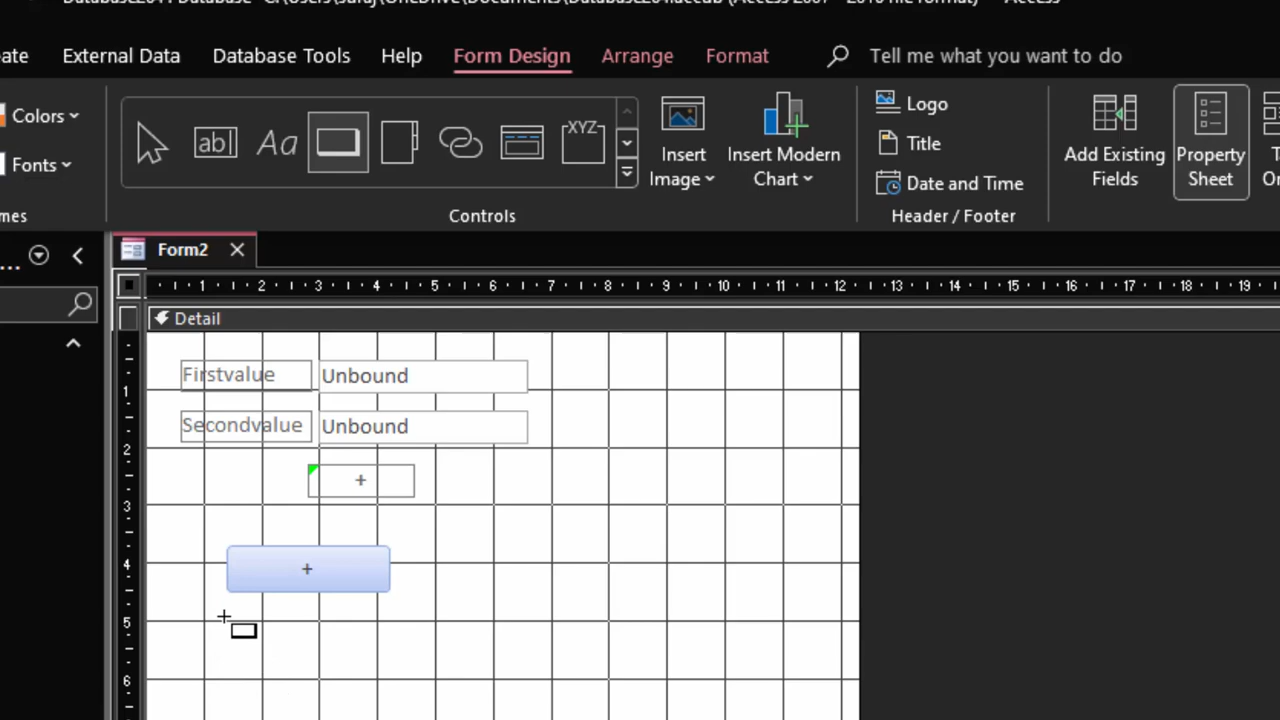 eate External Data Database Tools Help Form Design Arrange Format Tell me what you want to do
Colors
Fonts
mes
ab|
Aa
XYZ
Controls
Insert
Image
Insert Modern
Chart
Logo
Title
Date and Time
Header / Footer
Add Existing
Fields
Property
Sheet
...
Form2
1 2 3 4 5 6 7 8 9 10 11 12 13 14 15 16 17 18 19
Detail
Firstvalue Unbound
Secondvalue Unbound
+
+
1
2
3
4
5
6